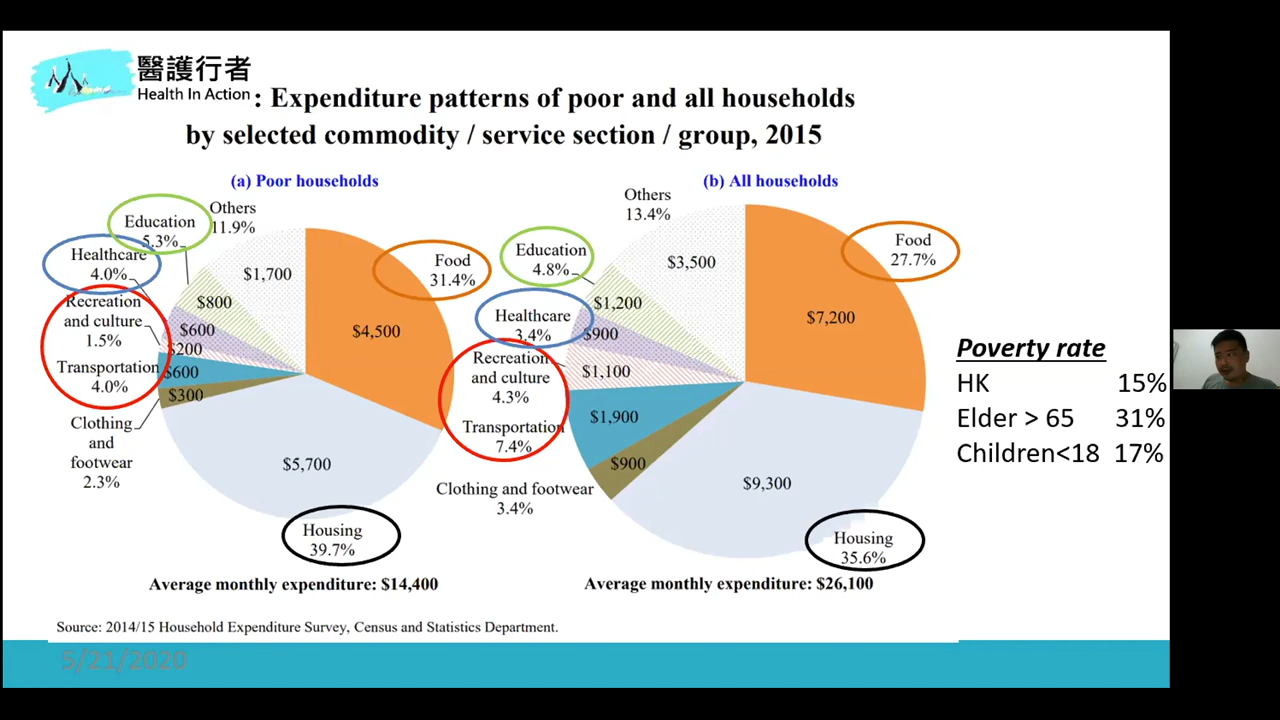 醫護行者
Health In Action
: Expenditure patterns of poor and all households
by selected commodity / service section / group, 2015
(a) Poor households
Others
11.9%
Education
5.3%
Healthcare
4.0%
Recreation
and culture
1.5%
Transportation
4.0%
Clothing
and
footwear
2.3%
Food
31.4%
$1,700
$800
$600
$200
$600
$300
$4,500
$5,700
Housing
39.7%
Average monthly expenditure: $14,400
(b) All households
Others
13.4%
Education
4.8%
Healthcare
3.4%
Recreation
and culture
4.3%
Transportation
7.4%
Clothing and footwear
3.4%
Food
27.7%
$3,500
$1,200
$900
$1,100
$1,900
$900
$7,200
$9,300
Housing
35.6%
Average monthly expenditure: $26,100
Poverty rate
HK 15%
Elder > 65 31%
Children<18 17%
Source: 2014/15 Household Expenditure Survey, Census and Statistics Department.
5/21/2020